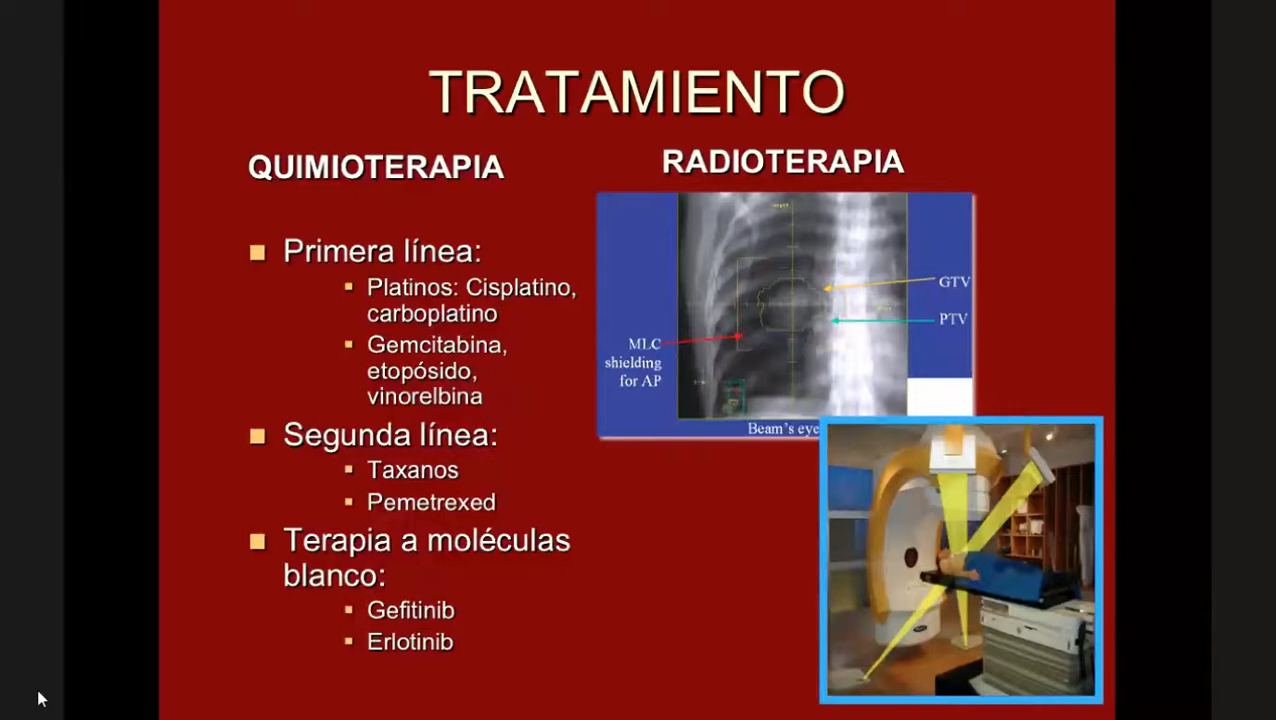 TRATAMIENTO
QUIMIOTERAPIA
Primera línea:
Platinos: Cisplatino,
carboplatino
Gemcitabina,
etopósido,
vinorelbina
Segunda línea:
Taxanos
Pemetrexed
Terapia a moléculas
blanco:
Gefitinib
Erlotinib
RADIOTERAPIA
GTV
PTV
MLC
shielding
for AP
Beam's eye